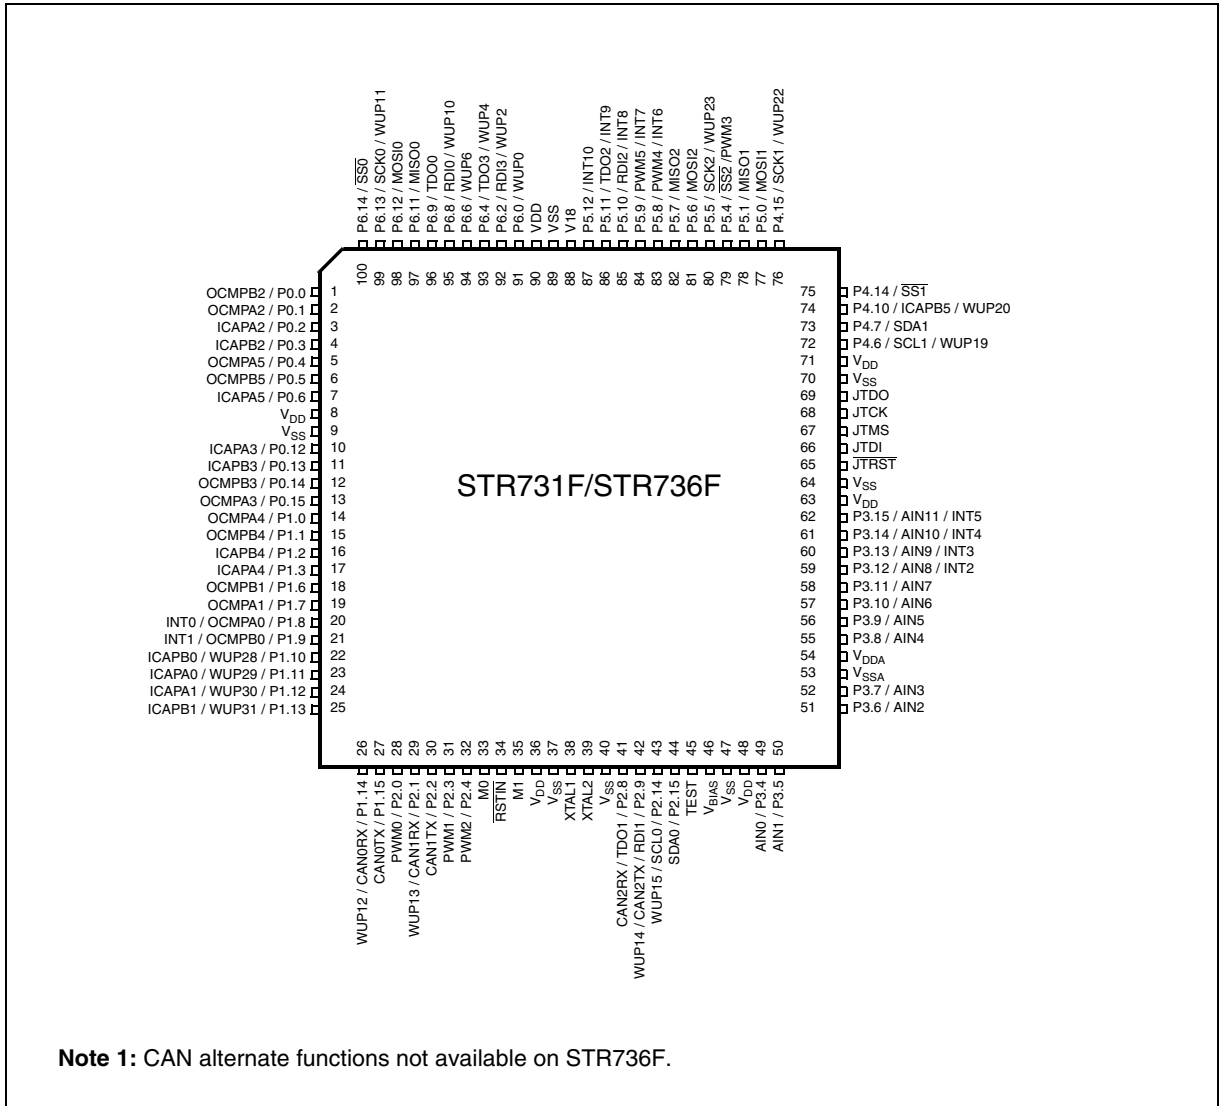 P6.14 / SS0
P6.13 / SCK0 / WUP11
P6.12 / MOSI0
P6.11 / MISO0
P6.9 / TDO0
P6.8 / RDI0 / WUP10
P6.6 / WUP6
P6.4 / TDO3 / WUP4
P6.2 / RDI3 / WUP2
P6.0 / WUP0
VDD
VSS
V18
P5.12 / INT10
P5.11 / TDO2 / INT9
P5.10 / RDI2 / INT8
P5.9 / PWM5 / INT7
P5.8 / PWM4 / INT6
P5.7 / MISO2
P5.6 / MOSI2
P5.5 / SCK2 / WUP23
P5.4 / SS2 /PWM3
P5.1 / MISO1
P5.0 / MOSI1
P4.15 / SCK1 / WUP22
100 99 98 97 96 95 94 93 92 91 90 89 88 87 86 85 84 83 82 81 80 79 78 77 76
OCMPB2 / P0.0 1
OCMPA2 / P0.1 2
ICAPA2 / P0.2 3
ICAPB2 / P0.3 4
OCMPA5 / P0.4 5
OCMPB5 / P0.5 6
ICAPA5 / P0.6 7
VDD 8
VSS 9
ICAPA3 / P0.12 10
ICAPB3 / P0.13 11
OCMPB3 / P0.14 12
OCMPA3 / P0.15 13
OCMPA4 / P1.0 14
OCMPB4 / P1.1 15
ICAPB4 / P1.2 16
ICAPA4 / P1.3 17
OCMPB1 / P1.6 18
OCMPA1 / P1.7 19
INT0 / OCMPA0 / P1.8 20
INT1 / OCMPB0 / P1.9 21
ICAPB0 / WUP28 / P1.10 22
ICAPA0 / WUP29 / P1.11 23
ICAPA1 / WUP30 / P1.12 24
ICAPB1 / WUP31 / P1.13 25
STR731F/STR736F
75 P4.14 / SS1
74 P4.10 / ICAPB5 / WUP20
73 P4.7 / SDA1
72 P4.6 / SCL1 / WUP19
71 VDD
70 VSS
69 JTDO
68 JTCK
67 JTMS
66 JTDI
65 JTRST
64 VSS
63 VDD
62 P3.15 / AIN11 / INT5
61 P3.14 / AIN10 / INT4
60 P3.13 / AIN9 / INT3
59 P3.12 / AIN8 / INT2
58 P3.11 / AIN7
57 P3.10 / AIN6
56 P3.9 / AIN5
55 P3.8 / AIN4
54 VDDA
53 VSSA
52 P3.7 / AIN3
51 P3.6 / AIN2
26 27 28 29 30 31 32 33 34 35 36 37 38 39 40 41 42 43 44 45 46 47 48 49 50
WUP12 / CAN0RX / P1.14
CAN0TX / P1.15
PWM0 / P2.0
WUP13 / CAN1RX / P2.1
CAN1TX / P2.2
PWM1 / P2.3
PWM2 / P2.4
M0
RSTIN
M1
VDD
VSS
XTAL1
XTAL2
VSS
CAN2RX / TDO1 / P2.8
WUP14 / CAN2TX / RDI1 / P2.9
WUP15 / SCL0 / P2.14
SDA0 / P2.15
TEST
VBIAS
VSS
VDD
AIN0 / P3.4
AIN1 / P3.5
Note 1: CAN alternate functions not available on STR736F.